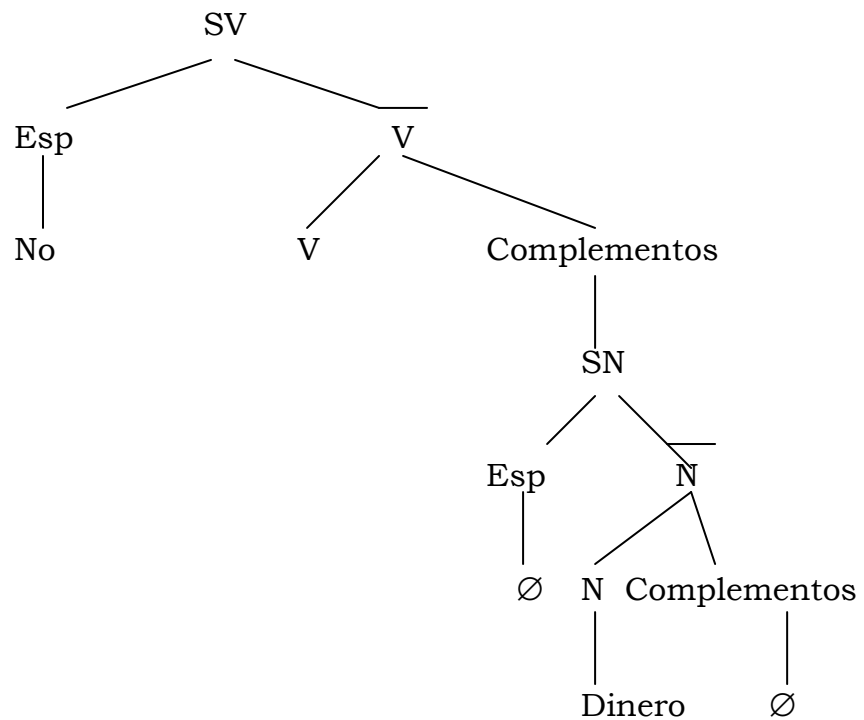 SV
Esp V
No V Complementos
SN
Esp N
∅ N Complementos
Dinero ∅